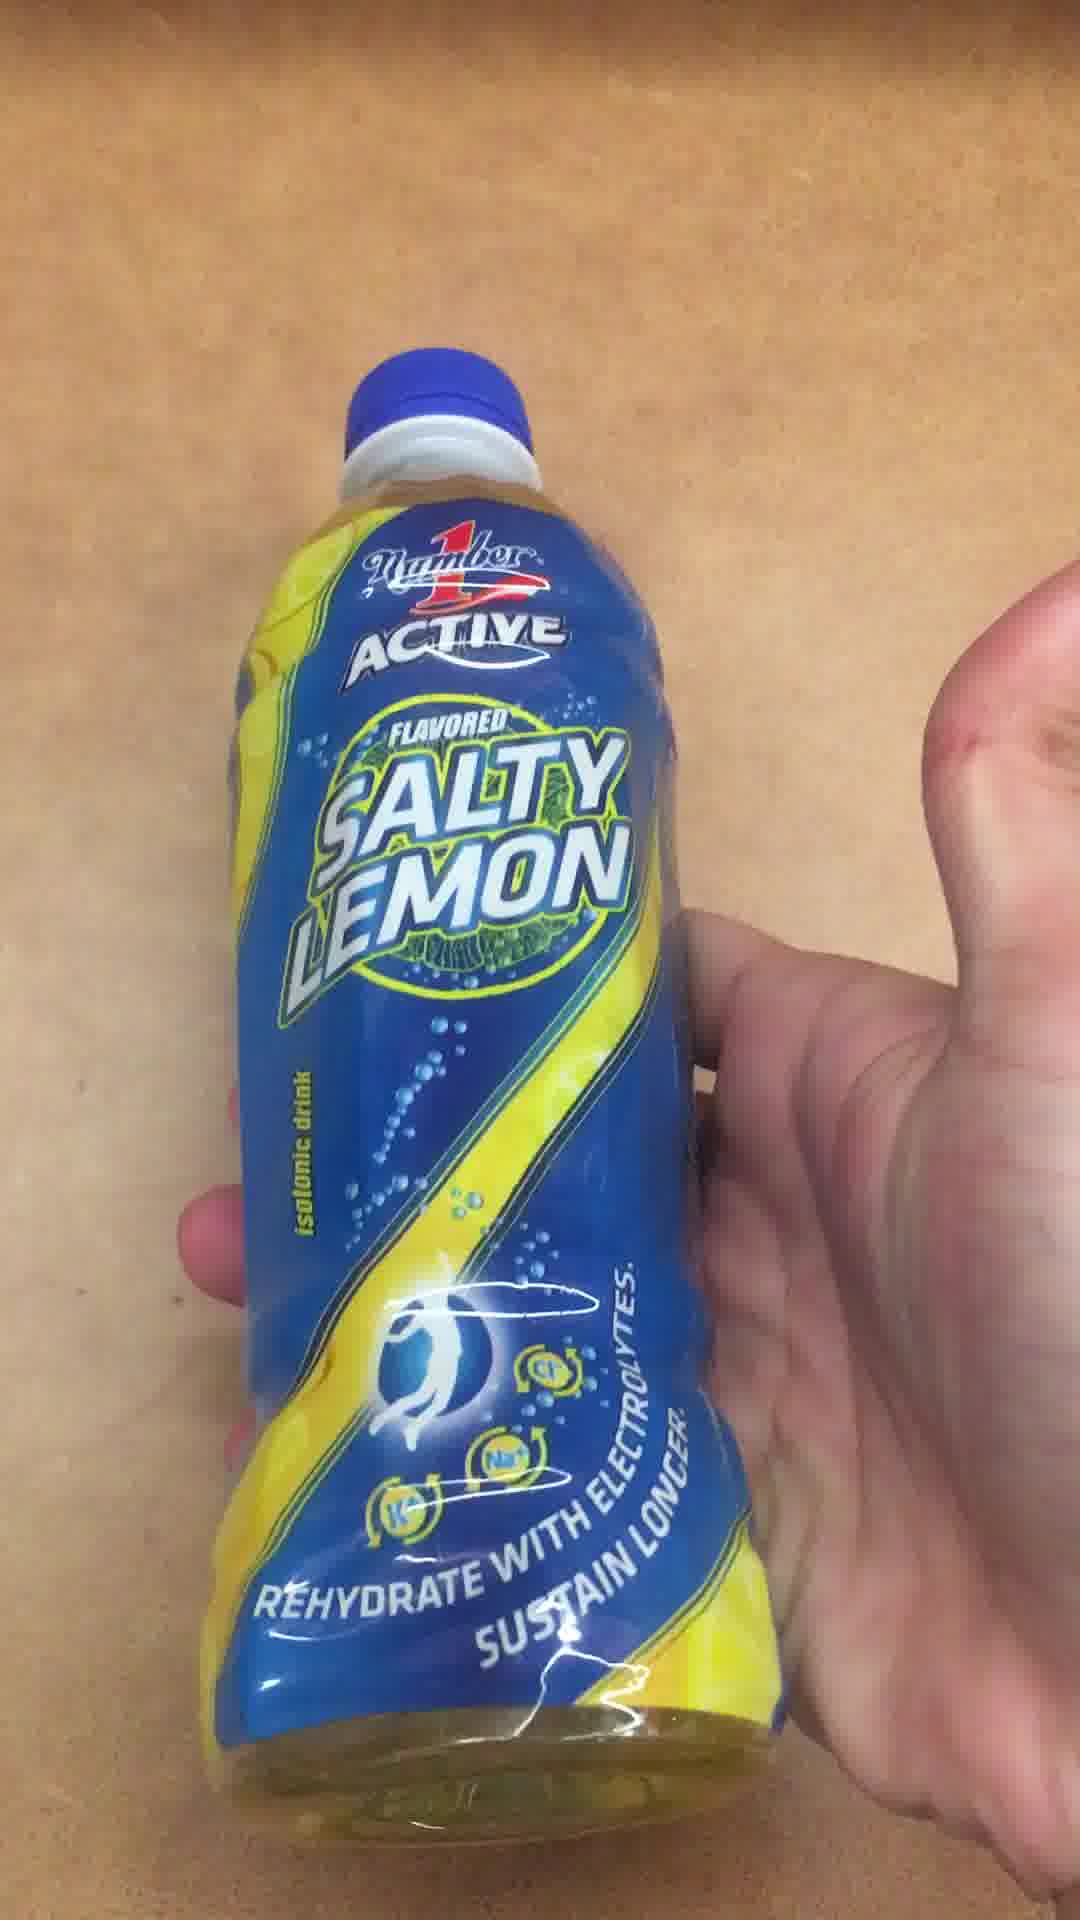 Number
1
ACTIVE
FLAVORED
SALTY
LEMON
isotonic drink
Cl-
Na+
K+
REHYDRATE WITH ELECTROLYTES.
SUSTAIN LONGER.